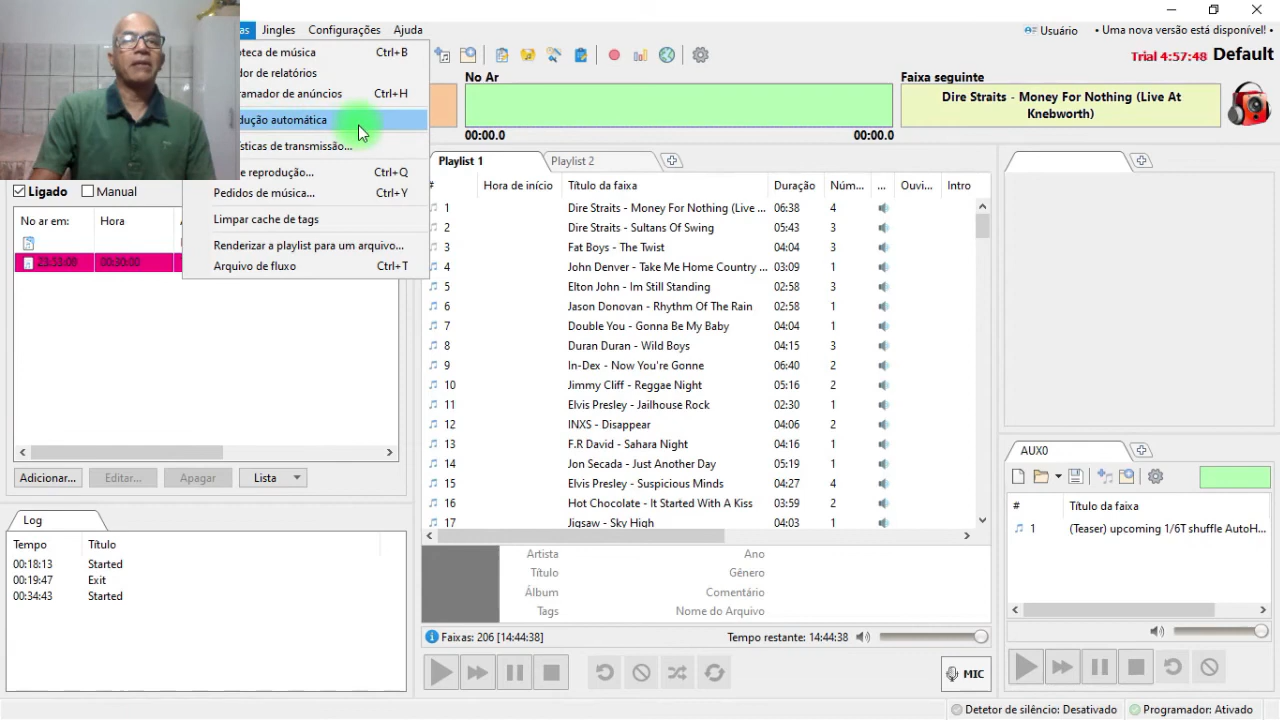 as Jingles Configurações Ajuda
Usuário • Uma nova versão está disponível!
oteca de música Ctrl+B
dor de relatórios
ramador de anúncios Ctrl+H
dução automática
ísticas de transmissão...
e reprodução... Ctrl+Q
Pedidos de música... Ctrl+Y
Limpar cache de tags
Renderizar a playlist para um arquivo...
Arquivo de fluxo Ctrl+T
Trial 4:57:48 Default
No Ar
00:00.0 00:00.0
Faixa seguinte
Dire Straits - Money For Nothing (Live At
Knebworth)
Ligado Manual
No ar em: Hora
23:53:00 00:30:00
Adicionar... Editar... Apagar Lista
Log
Tempo Título
00:18:13 Started
00:19:47 Exit
00:34:43 Started
Playlist 1 Playlist 2
# Hora de início Título da faixa Duração Núm... ... Ouvi... Intro
1 Dire Straits - Money For Nothing (Live ... 06:38 4
2 Dire Straits - Sultans Of Swing 05:43 3
3 Fat Boys - The Twist 04:04 3
4 John Denver - Take Me Home Country ... 03:09 1
5 Elton John - Im Still Standing 02:58 3
6 Jason Donovan - Rhythm Of The Rain 02:58 1
7 Double You - Gonna Be My Baby 04:04 1
8 Duran Duran - Wild Boys 04:15 3
9 In-Dex - Now You're Gonne 06:40 2
10 Jimmy Cliff - Reggae Night 05:16 2
11 Elvis Presley - Jailhouse Rock 02:30 1
12 INXS - Disappear 04:06 2
13 F.R David - Sahara Night 04:16 1
14 Jon Secada - Just Another Day 05:19 1
15 Elvis Presley - Suspicious Minds 04:27 4
16 Hot Chocolate - It Started With A Kiss 03:59 2
17 Jigsaw - Sky High 04:03 1
Artista Ano
Título Gênero
Álbum Comentário
Tags Nome do Arquivo
Faixas: 206 [14:44:38] Tempo restante: 14:44:38
MIC
AUX0
# Título da faixa
1 (Teaser) upcoming 1/6T shuffle AutoH...
Detetor de silêncio: Desativado Programador: Ativado